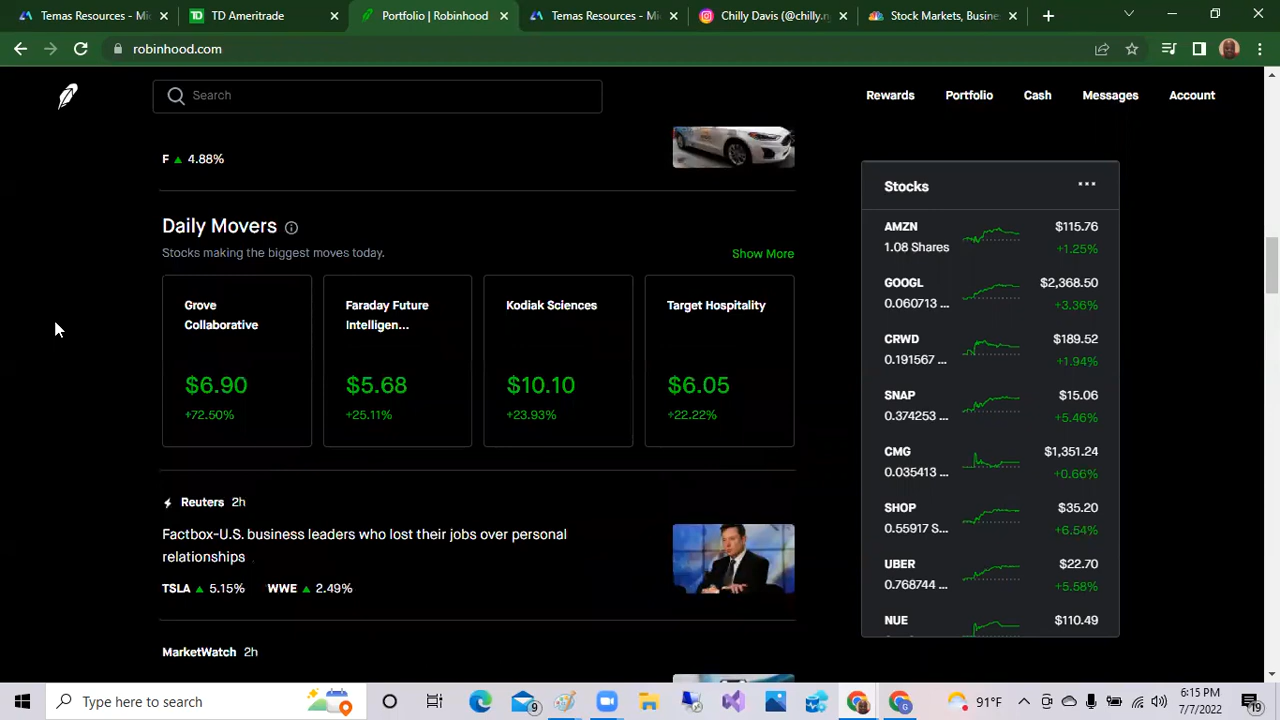 Temas Resources - Mi
TD Ameritrade
Portfolio | Robinhood
Temas Resources - Mi
Chilly Davis (@chilly.n
Stock Markets, Busine
robinhood.com
Search
Rewards
Portfolio
Cash
Messages
Account
F 4.88%
Daily Movers
Stocks making the biggest moves today.
Show More
Grove
Collaborative
$6.90
+72.50%
Faraday Future
Intelligen...
$5.68
+25.11%
Kodiak Sciences
$10.10
+23.93%
Target Hospitality
$6.05
+22.22%
Reuters 2h
Factbox-U.S. business leaders who lost their jobs over personal
relationships
TSLA 5.15% WWE 2.49%
MarketWatch 2h
Stocks
AMZN $115.76
1.08 Shares +1.25%
GOOGL $2,368.50
0.060713 ... +3.36%
CRWD $189.52
0.191567 ... +1.94%
SNAP $15.06
0.374253 ... +5.46%
CMG $1,351.24
0.035413 ... +0.66%
SHOP $35.20
0.55917 S... +6.54%
UBER $22.70
0.768744 ... +5.58%
NUE $110.49
Type here to search
9
91°F
6:15 PM
7/7/2022
19